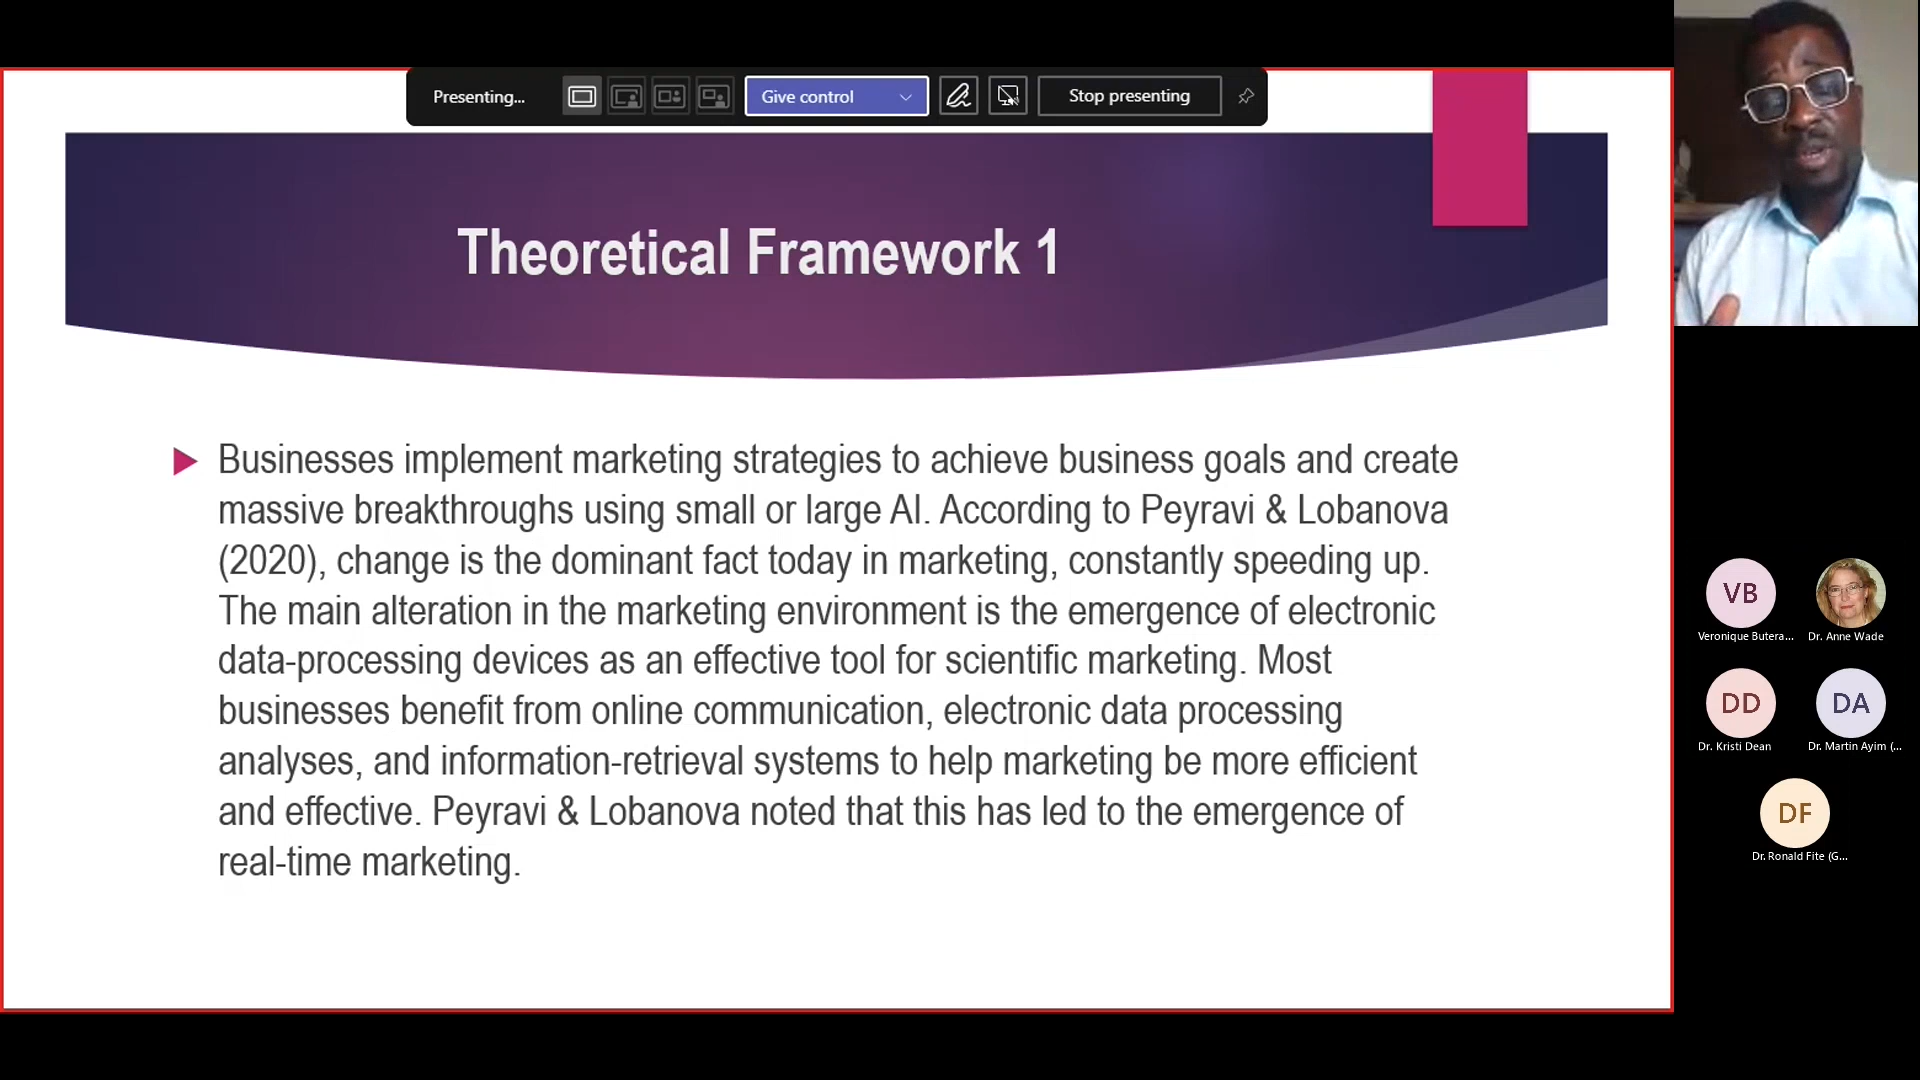 Presenting...
Give control
Stop presenting
Theoretical Framework 1
Businesses implement marketing strategies to achieve business goals and create
massive breakthroughs using small or large AI. According to Peyravi & Lobanova
(2020), change is the dominant fact today in marketing, constantly speeding up.
The main alteration in the marketing environment is the emergence of electronic
data-processing devices as an effective tool for scientific marketing. Most
businesses benefit from online communication, electronic data processing
analyses, and information-retrieval systems to help marketing be more efficient
and effective. Peyravi & Lobanova noted that this has led to the emergence of
real-time marketing.
VB
Veronique Butera...
Dr. Anne Wade
DD
Dr. Kristi Dean
DA
Dr. Martin Ayim (...
DF
Dr. Ronald Fite (G...